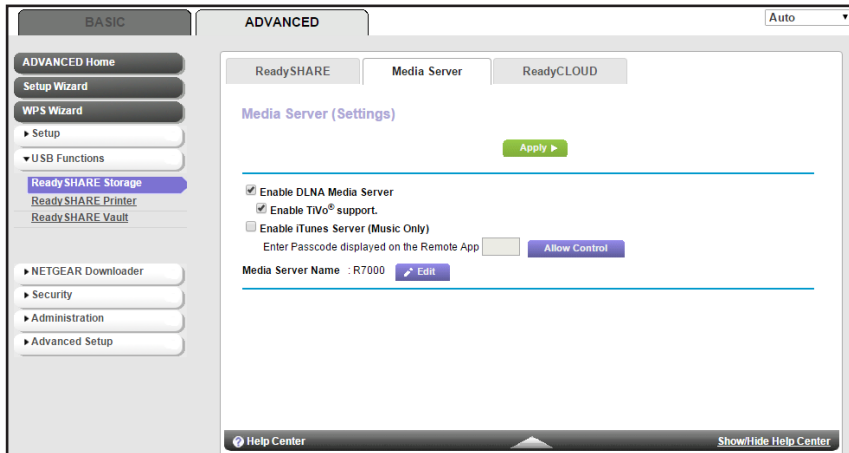 BASIC
ADVANCED
Auto
ADVANCED Home
Setup Wizard
WPS Wizard
Setup
USB Functions
ReadySHARE Storage
ReadySHARE Printer
ReadySHARE Vault
NETGEAR Downloader
Security
Administration
Advanced Setup
ReadySHARE
Media Server
ReadyCLOUD
Media Server (Settings)
Apply
Enable DLNA Media Server
Enable TiVo® support.
Enable iTunes Server (Music Only)
Enter Passcode displayed on the Remote App
Allow Control
Media Server Name : R7000
Edit
Help Center
Show/Hide Help Center